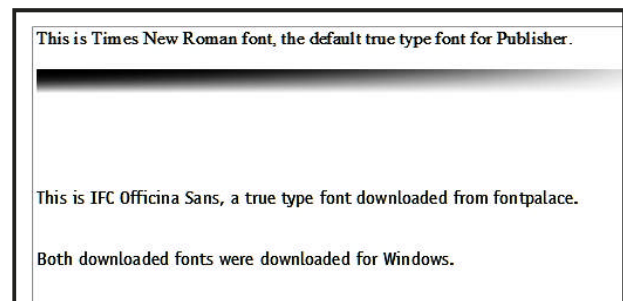 This is Times New Roman font, the default true type font for Publisher.
This is IFC Officina Sans, a true type font downloaded from fontpalace.
Both downloaded fonts were downloaded for Windows.